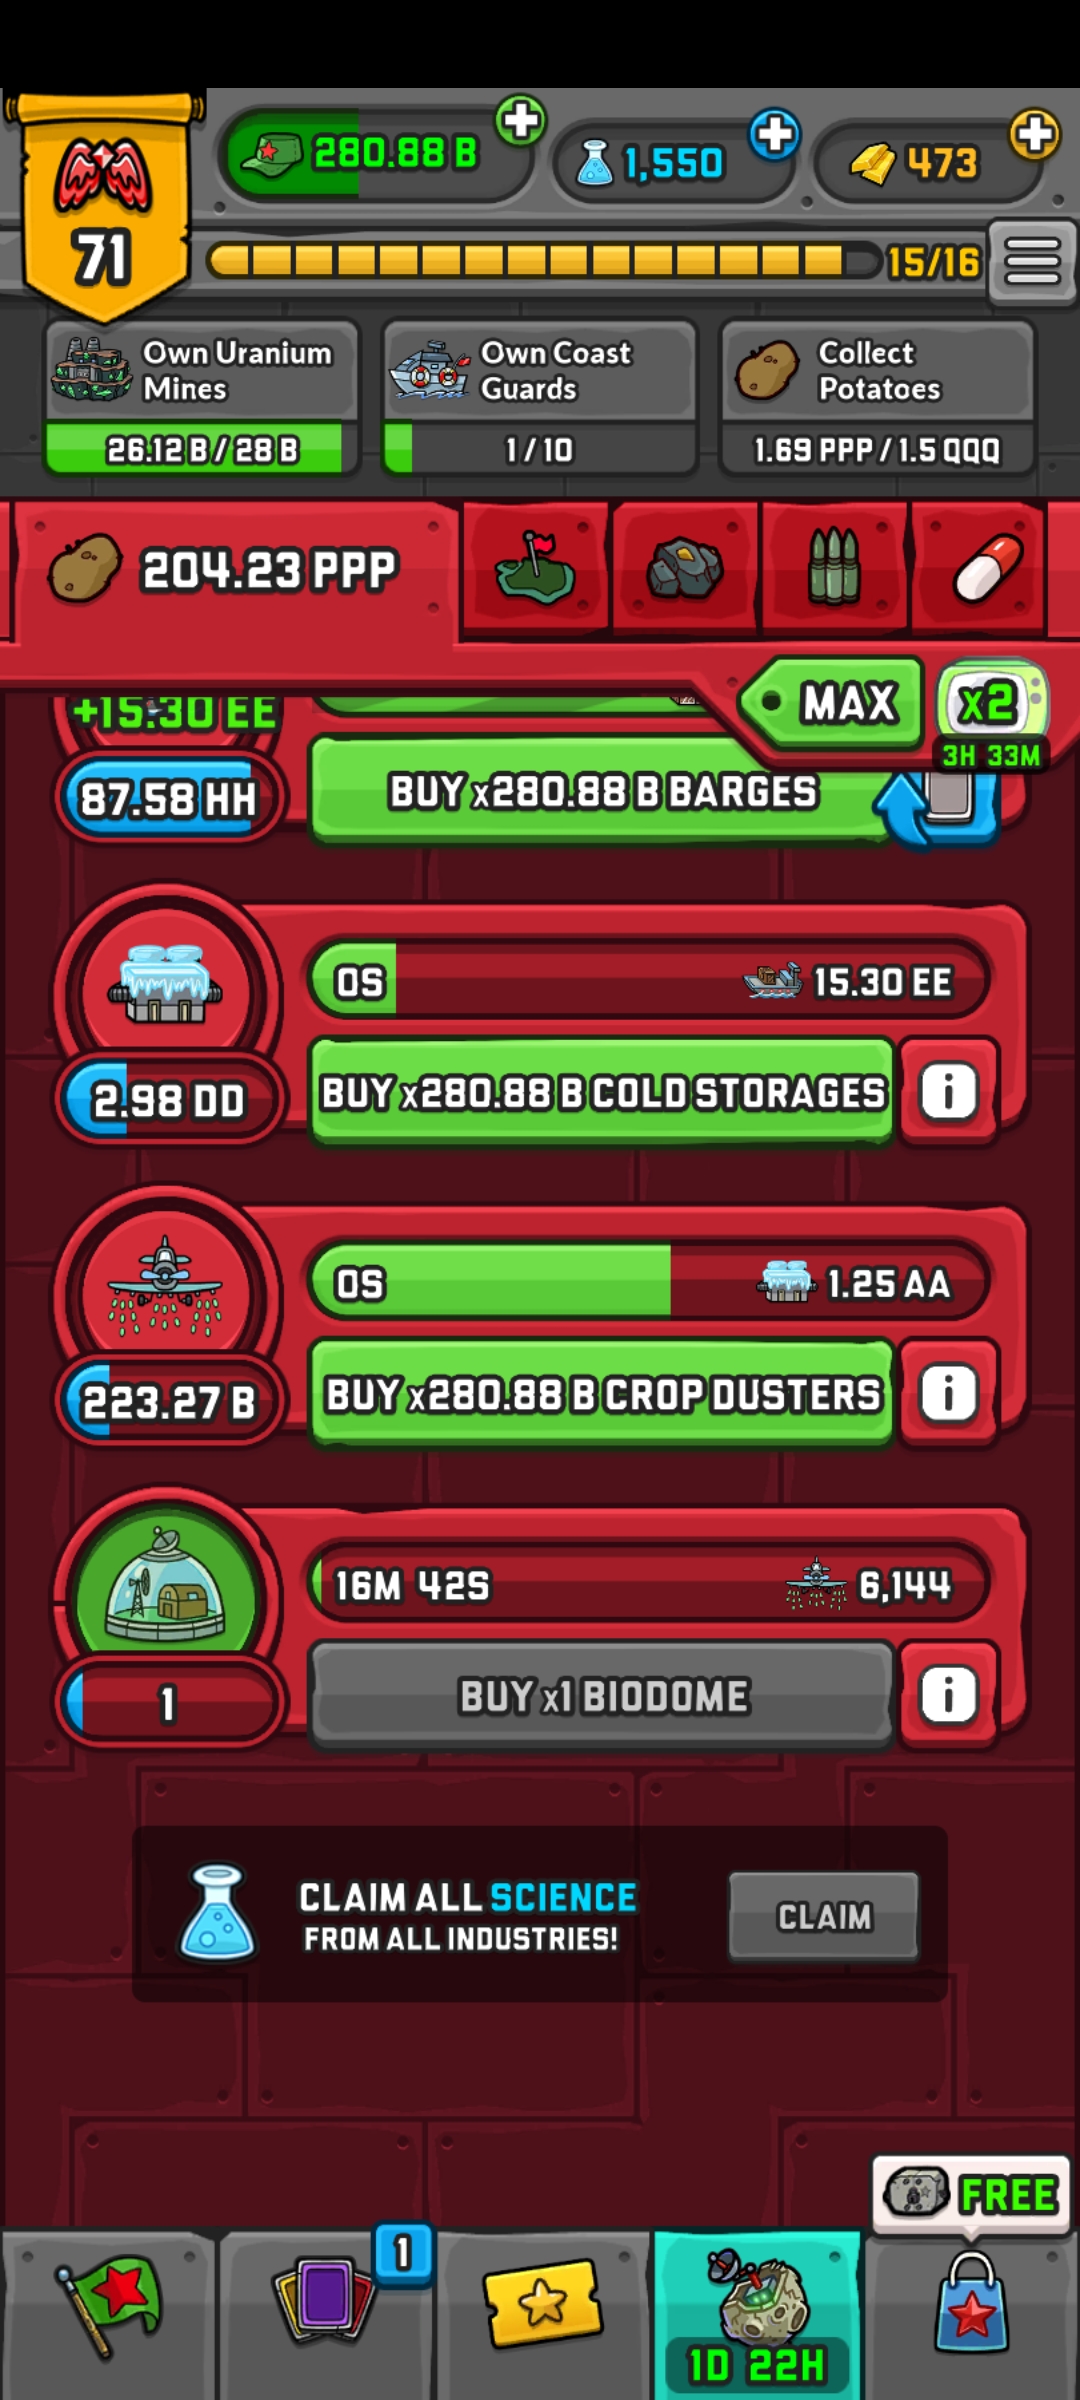 280.88 B
1,550
473
71
15/16
Own Uranium
Mines
26.12 B / 28 B
Own Coast
Guards
1 / 10
Collect
Potatoes
1.69 PPP / 1.5 QQQ
204.23 PPP
MAX
x2
3H 33M
+15.30 EE
87.58 HH
BUY x280.88 B BARGES
0S
15.30 EE
2.98 DD
BUY x280.88 B COLD STORAGES
i
0S
1.25 AA
223.27 B
BUY x280.88 B CROP DUSTERS
i
16M 42S
6,144
1
BUY x1 BIODOME
i
CLAIM ALL SCIENCE
FROM ALL INDUSTRIES!
CLAIM
FREE
1
1D 22H